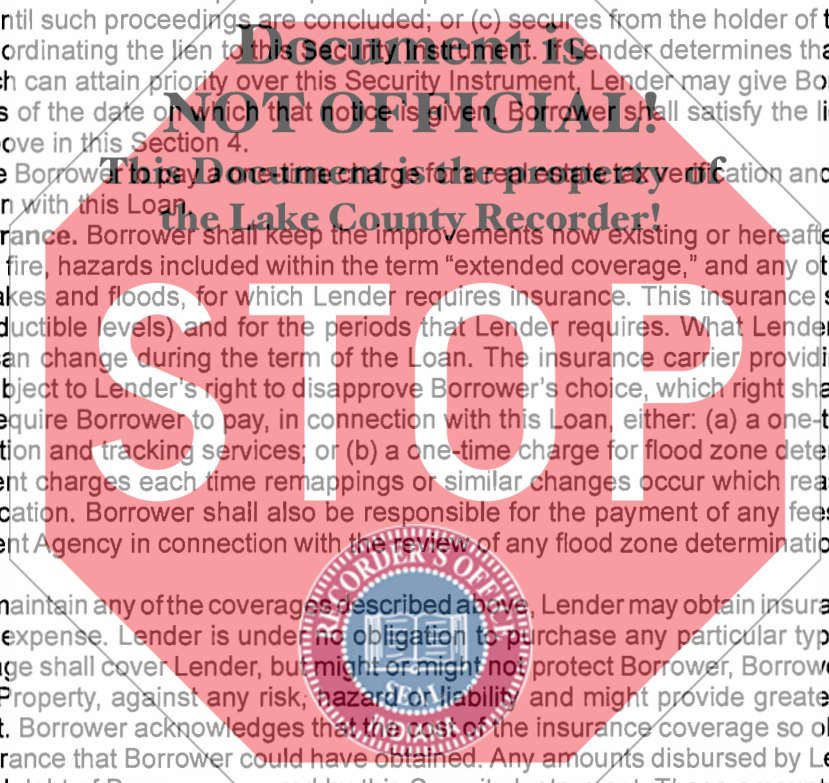 ntil such proceedings are concluded; or (c) secures from the holder of t
ordinating the lien to this Security Instrument. If Lender determines tha
h can attain priority over this Security Instrument, Lender may give Bo
s of the date on which that notice is given, Borrower shall satisfy the li
ove in this Section 4.
e Borrower to pay a one-time charge for a real estate tax verification and
n with this Loan.
rance. Borrower shall keep the improvements now existing or hereafte
fire, hazards included within the term “extended coverage,” and any ot
akes and floods, for which Lender requires insurance. This insurance s
ductible levels) and for the periods that Lender requires. What Lende
an change during the term of the Loan. The insurance carrier providi
bject to Lender’s right to disapprove Borrower’s choice, which right sha
equire Borrower to pay, in connection with this Loan, either: (a) a one-t
tion and tracking services; or (b) a one-time charge for flood zone dete
ent charges each time remappings or similar changes occur which rea
cation. Borrower shall also be responsible for the payment of any fees
ent Agency in connection with the review of any flood zone determinatio
maintain any of the coverages described above, Lender may obtain insura
expense. Lender is under no obligation to purchase any particular typ
ge shall cover Lender, but might or might not protect Borrower, Borrowe
Property, against any risk, hazard or liability and might provide greate
t. Borrower acknowledges that the cost of the insurance coverage so ob
rance that Borrower could have obtained. Any amounts disbursed by Le
Document is
NOT OFFICIAL!
This Document is the property of
the Lake County Recorder!
STOP
RECORDER'S OFFICE
SEAL
INDIANA